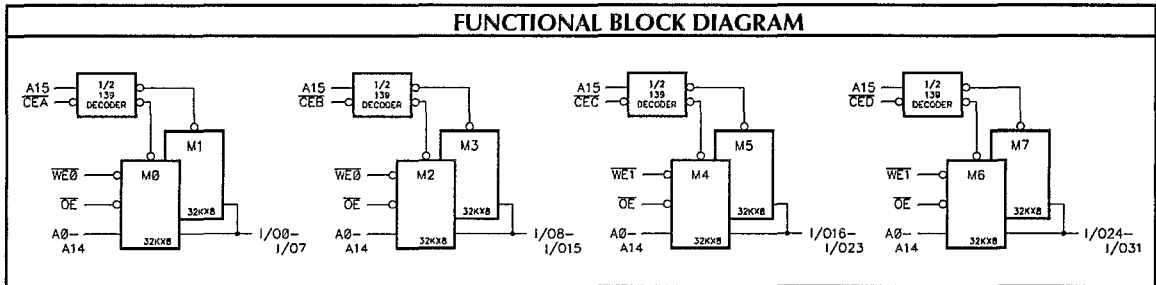 FUNCTIONAL BLOCK DIAGRAM
A15
CEA
1/2
139
DECODER
M1
M0
WE0
OE
A0-
A14
32KX8
32KX8
I/O0-
I/O7
A15
CEB
1/2
139
DECODER
M3
M2
WE0
OE
A0-
A14
32KX8
32KX8
I/O8-
I/O15
A15
CEC
1/2
139
DECODER
M5
M4
WE1
OE
A0-
A14
32KX8
32KX8
I/O16-
I/O23
A15
CED
1/2
139
DECODER
M7
M6
WE1
OE
A0-
A14
32KX8
32KX8
I/O24-
I/O31